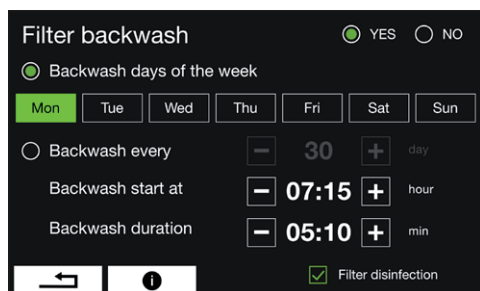 Filter backwash YES NO
Backwash days of the week
Mon Tue Wed Thu Fri Sat Sun
Backwash every − 30 + day
Backwash start at − 07:15 + hour
Backwash duration − 05:10 + min
i Filter disinfection